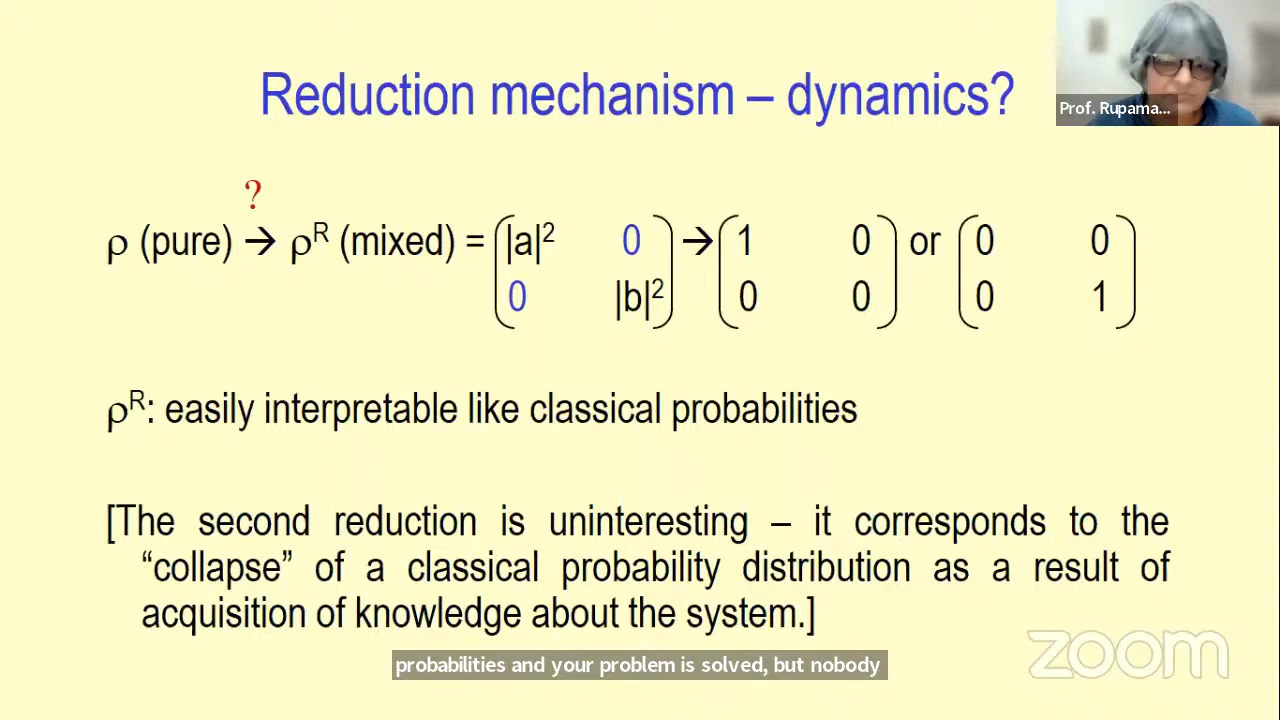 Reduction mechanism – dynamics?
Prof. Rupama...
?
ρ (pure) → ρᴿ (mixed) = (|a|² 0) → (1 0) or (0 0)
(0 |b|²) (0 0) (0 1)
ρᴿ: easily interpretable like classical probabilities
[The second reduction is uninteresting – it corresponds to the
“collapse” of a classical probability distribution as a result of
acquisition of knowledge about the system.]
probabilities and your problem is solved, but nobody
zoom